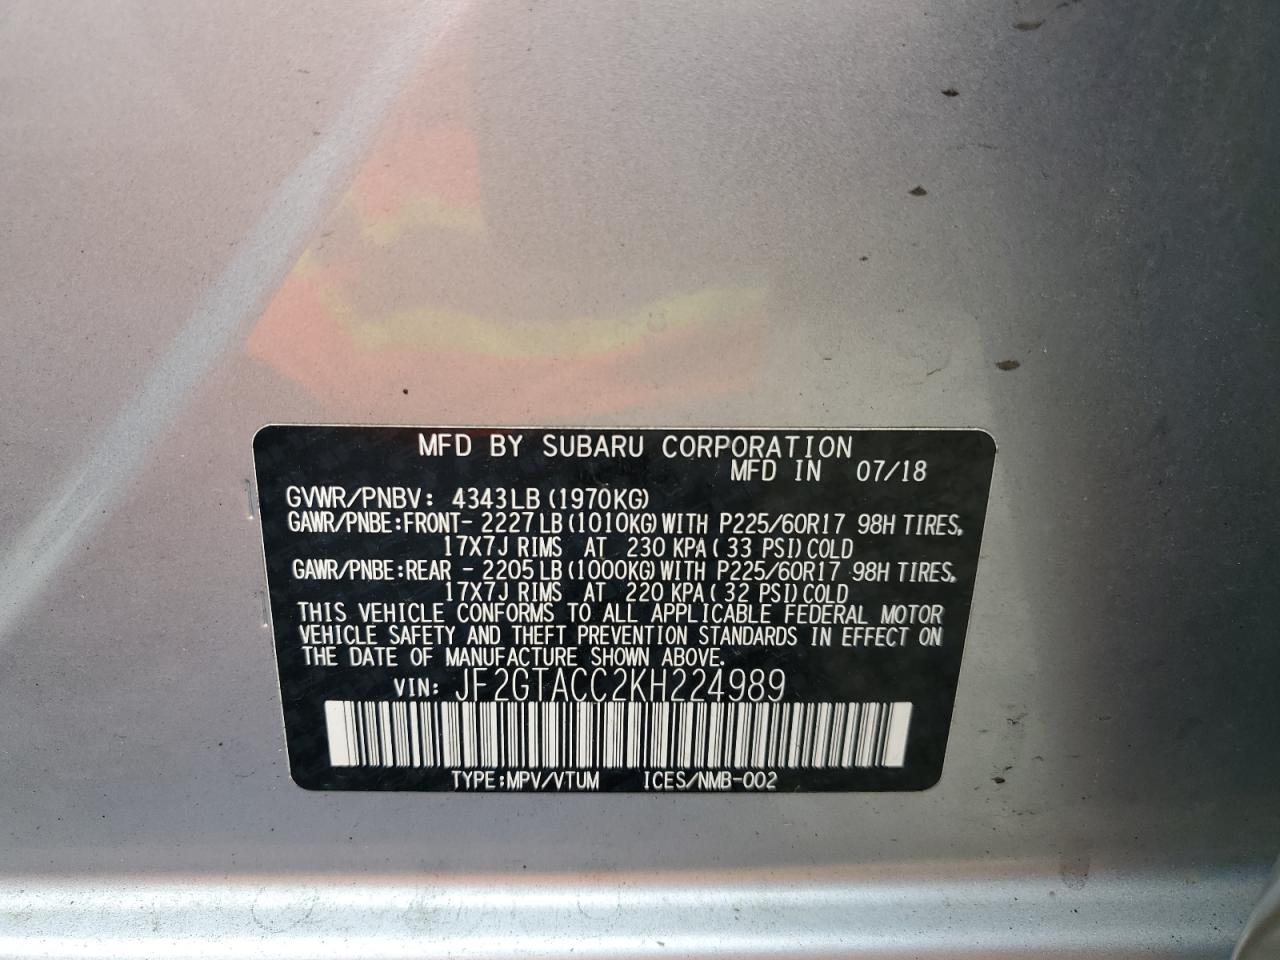 MFD BY SUBARU CORPORATION
MFD IN 07/18
GVWR/PNBV: 4343LB (1970KG)
GAWR/PNBE:FRONT- 2227LB (1010KG) WITH P225/60R17 98H TIRES,
17X7J RIMS AT 230 KPA ( 33 PSI) COLD
GAWR/PNBE:REAR - 2205LB (1000KG) WITH P225/60R17 98H TIRES,
17X7J RIMS AT 220 KPA ( 32 PSI) COLD
THIS VEHICLE CONFORMS TO ALL APPLICABLE FEDERAL MOTOR
VEHICLE SAFETY AND THEFT PREVENTION STANDARDS IN EFFECT ON
THE DATE OF MANUFACTURE SHOWN ABOVE.
VIN: JF2GTACC2KH224989
TYPE:MPV/VTUM ICES/NMB-002